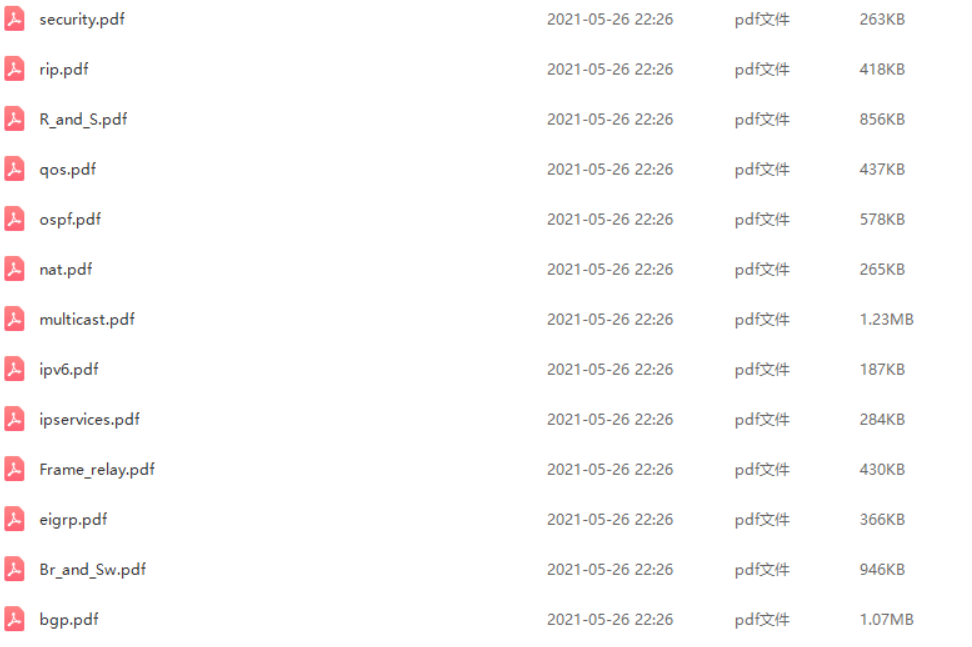 security.pdf 2021-05-26 22:26 pdf文件 263KB
rip.pdf 2021-05-26 22:26 pdf文件 418KB
R_and_S.pdf 2021-05-26 22:26 pdf文件 856KB
qos.pdf 2021-05-26 22:26 pdf文件 437KB
ospf.pdf 2021-05-26 22:26 pdf文件 578KB
nat.pdf 2021-05-26 22:26 pdf文件 265KB
multicast.pdf 2021-05-26 22:26 pdf文件 1.23MB
ipv6.pdf 2021-05-26 22:26 pdf文件 187KB
ipservices.pdf 2021-05-26 22:26 pdf文件 284KB
Frame_relay.pdf 2021-05-26 22:26 pdf文件 430KB
eigrp.pdf 2021-05-26 22:26 pdf文件 366KB
Br_and_Sw.pdf 2021-05-26 22:26 pdf文件 946KB
bgp.pdf 2021-05-26 22:26 pdf文件 1.07MB